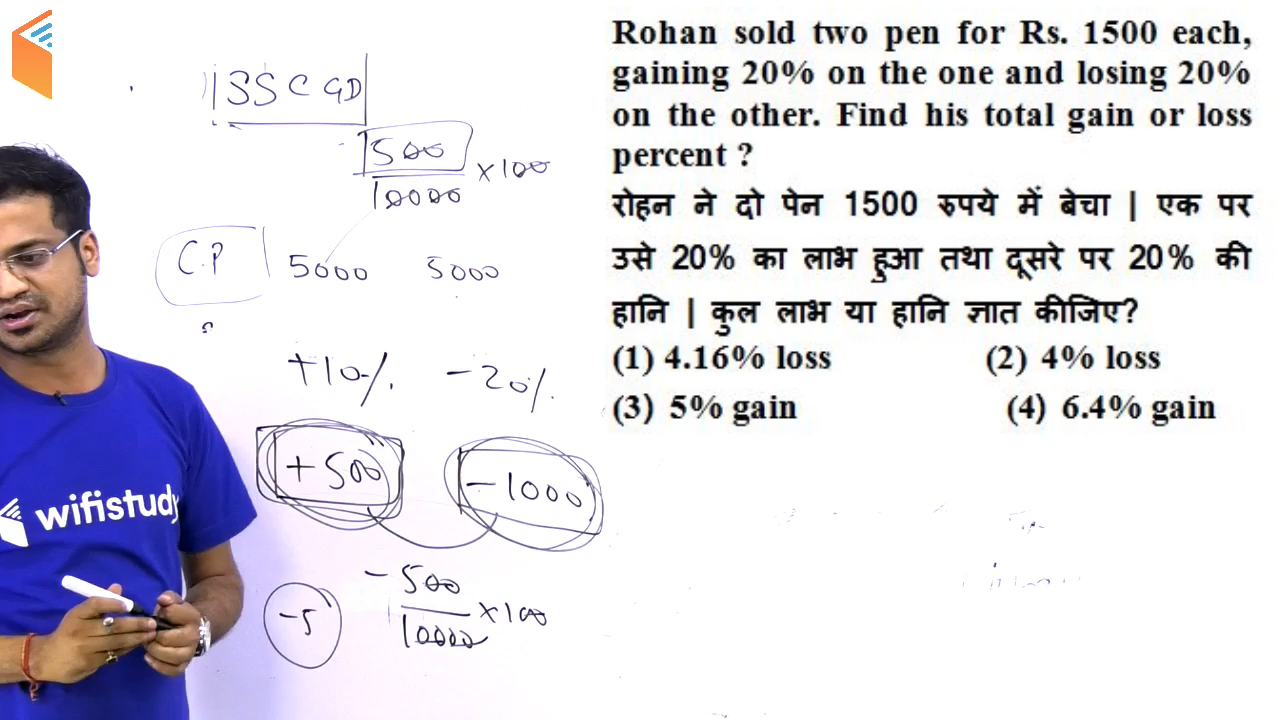 SSC GD
500
10000 ×100
C.P 5000 5000
+10% -20%
+500 -1000
-500
10000 ×100
-5
wifistudy
Rohan sold two pen for Rs. 1500 each,
gaining 20% on the one and losing 20%
on the other. Find his total gain or loss
percent ?
रोहन ने दो पेन 1500 रुपये में बेचा | एक पर
उसे 20% का लाभ हुआ तथा दूसरे पर 20% की
हानि | कुल लाभ या हानि ज्ञात कीजिए?
(1) 4.16% loss (2) 4% loss
(3) 5% gain (4) 6.4% gain